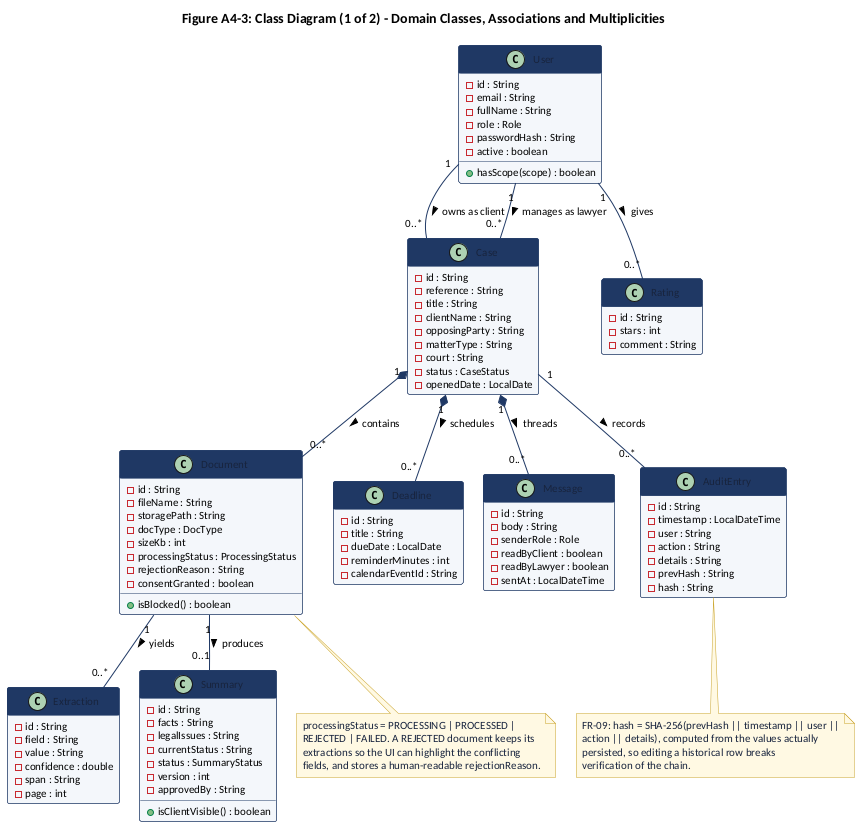 Figure A4-3: Class Diagram (1 of 2) - Domain Classes, Associations and Multiplicities
C User
id : String
email : String
fullName : String
role : Role
passwordHash : String
active : boolean
hasScope(scope) : boolean
1
1
1
owns as client
manages as lawyer
gives
0..*
0..*
0..*
C Case
id : String
reference : String
title : String
clientName : String
opposingParty : String
matterType : String
court : String
status : CaseStatus
openedDate : LocalDate
C Rating
id : String
stars : int
comment : String
1
1
1
1
contains
schedules
threads
records
0..*
0..*
0..*
0..*
C Document
id : String
fileName : String
storagePath : String
docType : DocType
sizeKb : int
processingStatus : ProcessingStatus
rejectionReason : String
consentGranted : boolean
isBlocked() : boolean
C Deadline
id : String
title : String
dueDate : LocalDate
reminderMinutes : int
calendarEventId : String
C Message
id : String
body : String
senderRole : Role
readByClient : boolean
readByLawyer : boolean
sentAt : LocalDateTime
C AuditEntry
id : String
timestamp : LocalDateTime
user : String
action : String
details : String
prevHash : String
hash : String
1
1
yields
produces
0..*
0..1
C Extraction
id : String
field : String
value : String
confidence : double
span : String
page : int
C Summary
id : String
facts : String
legalIssues : String
currentStatus : String
status : SummaryStatus
version : int
approvedBy : String
isClientVisible() : boolean
processingStatus = PROCESSING | PROCESSED |
REJECTED | FAILED. A REJECTED document keeps its
extractions so the UI can highlight the conflicting
fields, and stores a human-readable rejectionReason.
FR-09: hash = SHA-256(prevHash || timestamp || user ||
action || details), computed from the values actually
persisted, so editing a historical row breaks
verification of the chain.